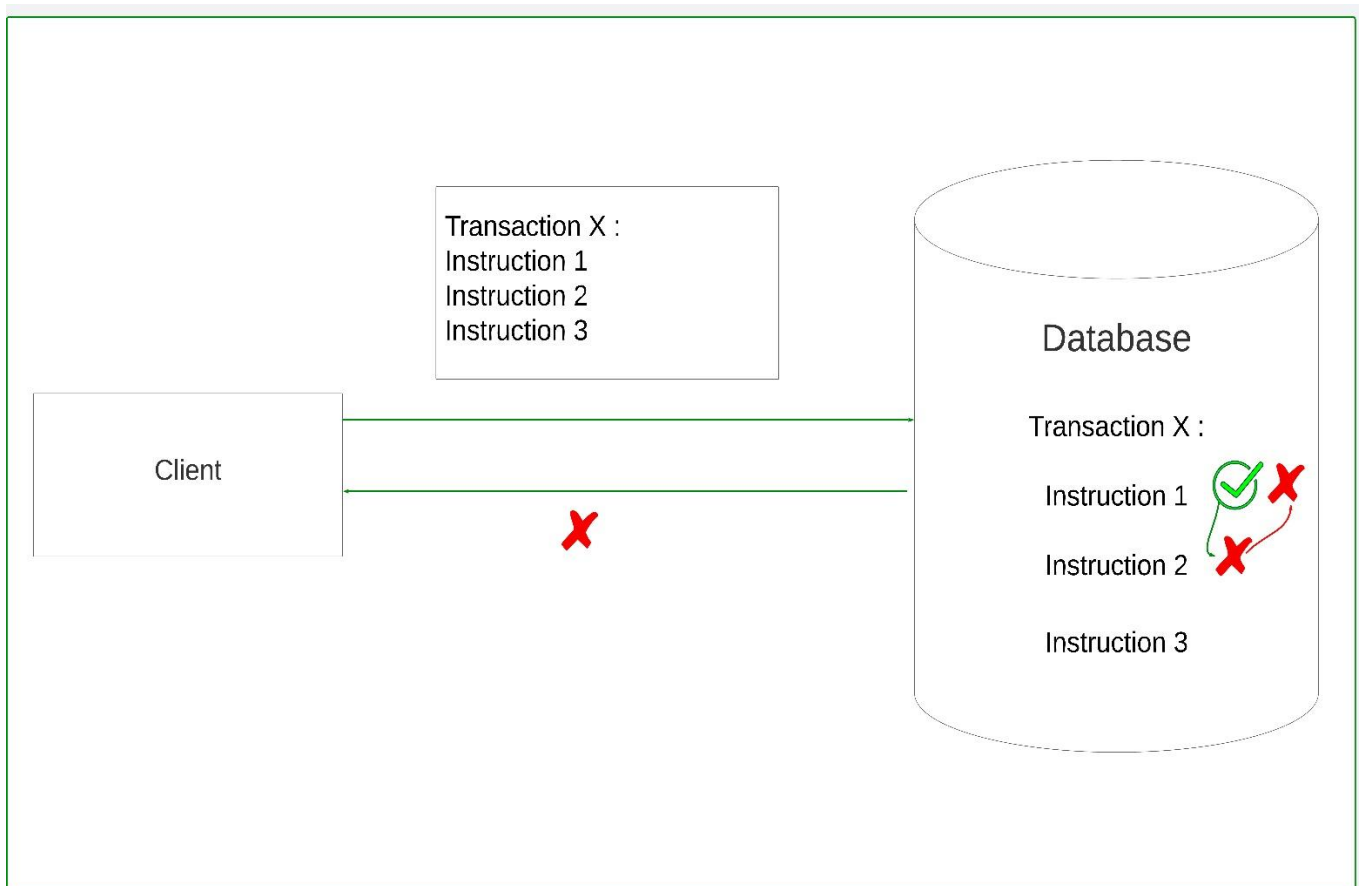 Transaction X :
Instruction 1
Instruction 2
Instruction 3
Client
Database
Transaction X :
Instruction 1
Instruction 2
Instruction 3